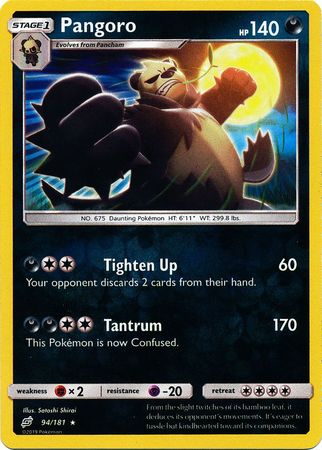 STAGE 1
Pangoro
HP 140
Evolves from Pancham
NO. 675 Daunting Pokémon HT: 6'11" WT: 299.8 lbs.
Tighten Up 60
Your opponent discards 2 cards from their hand.
Tantrum 170
This Pokémon is now Confused.
weakness × 2 resistance -20 retreat
Illus. Satoshi Shirai
94/181 ★
©2019 Pokémon
From the slight twitches of its bamboo leaf, it
deduces its opponent's movements. It's eager to
tussle but kindhearted toward its companions.